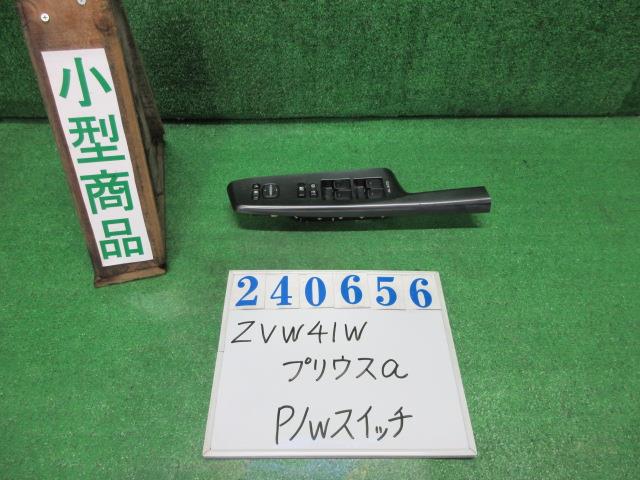 小型商品
240656
ZVW41W
プリウスα
P/Wスイッチ